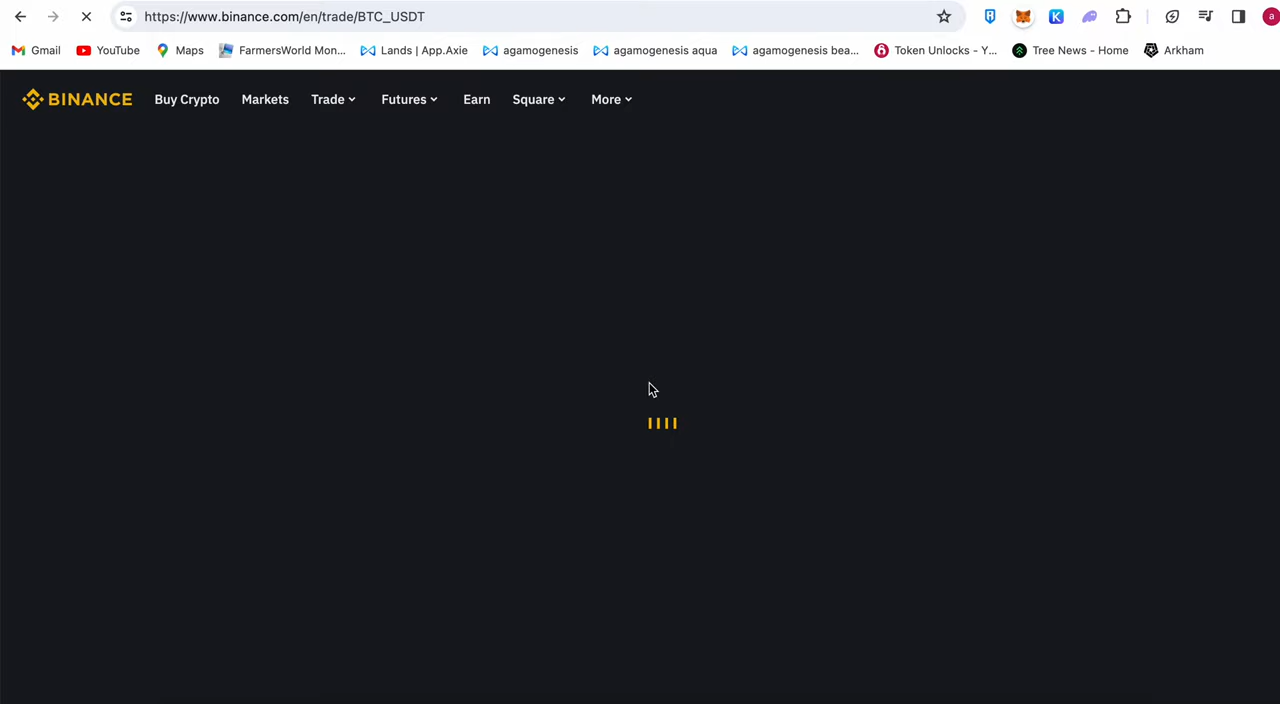 https://www.binance.com/en/trade/BTC_USDT
Gmail YouTube Maps FarmersWorld Mon... Lands | App.Axie agamogenesis agamogenesis aqua agamogenesis bea... Token Unlocks - Y... Tree News - Home Arkham
BINANCE Buy Crypto Markets Trade Futures Earn Square More